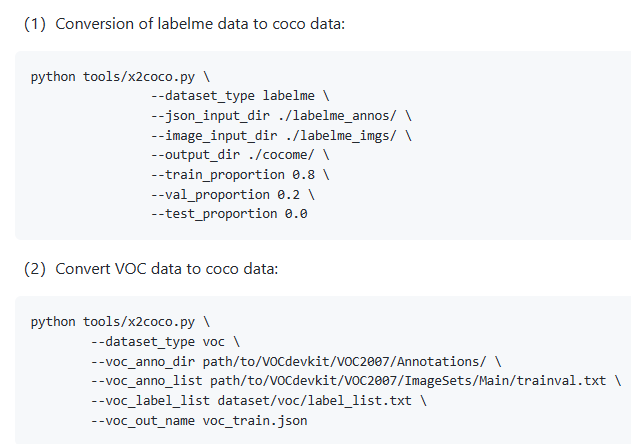 (1) Conversion of labelme data to coco data:
python tools/x2coco.py \
--dataset_type labelme \
--json_input_dir ./labelme_annos/ \
--image_input_dir ./labelme_imgs/ \
--output_dir ./cocome/ \
--train_proportion 0.8 \
--val_proportion 0.2 \
--test_proportion 0.0
(2) Convert VOC data to coco data:
python tools/x2coco.py \
--dataset_type voc \
--voc_anno_dir path/to/VOCdevkit/VOC2007/Annotations/ \
--voc_anno_list path/to/VOCdevkit/VOC2007/ImageSets/Main/trainval.txt \
--voc_label_list dataset/voc/label_list.txt \
--voc_out_name voc_train.json